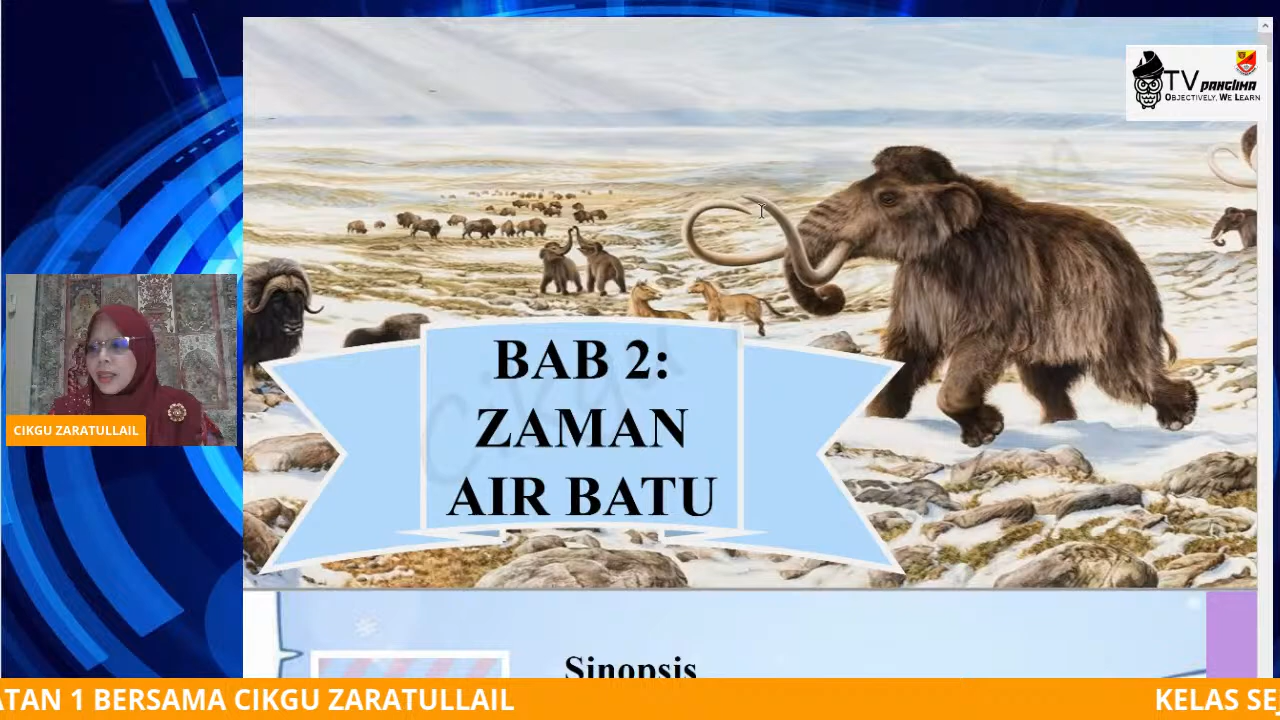 TV PANGLIMA
OBJECTIVELY, WE LEARN
BAB 2:
ZAMAN
AIR BATU
CIKGU ZARATULLAIL
Sinopsis
ATAN 1 BERSAMA CIKGU ZARATULLAIL
KELAS SEJ